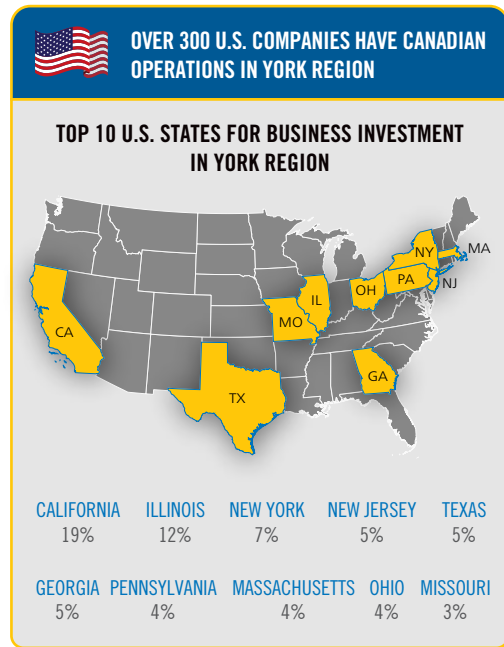 OVER 300 U.S. COMPANIES HAVE CANADIAN
OPERATIONS IN YORK REGION
TOP 10 U.S. STATES FOR BUSINESS INVESTMENT
IN YORK REGION
NY
MA
PA
NJ
OH
IL
MO
CA
GA
TX
CALIFORNIA ILLINOIS NEW YORK NEW JERSEY TEXAS
19% 12% 7% 5% 5%
GEORGIA PENNSYLVANIA MASSACHUSETTS OHIO MISSOURI
5% 4% 4% 4% 3%